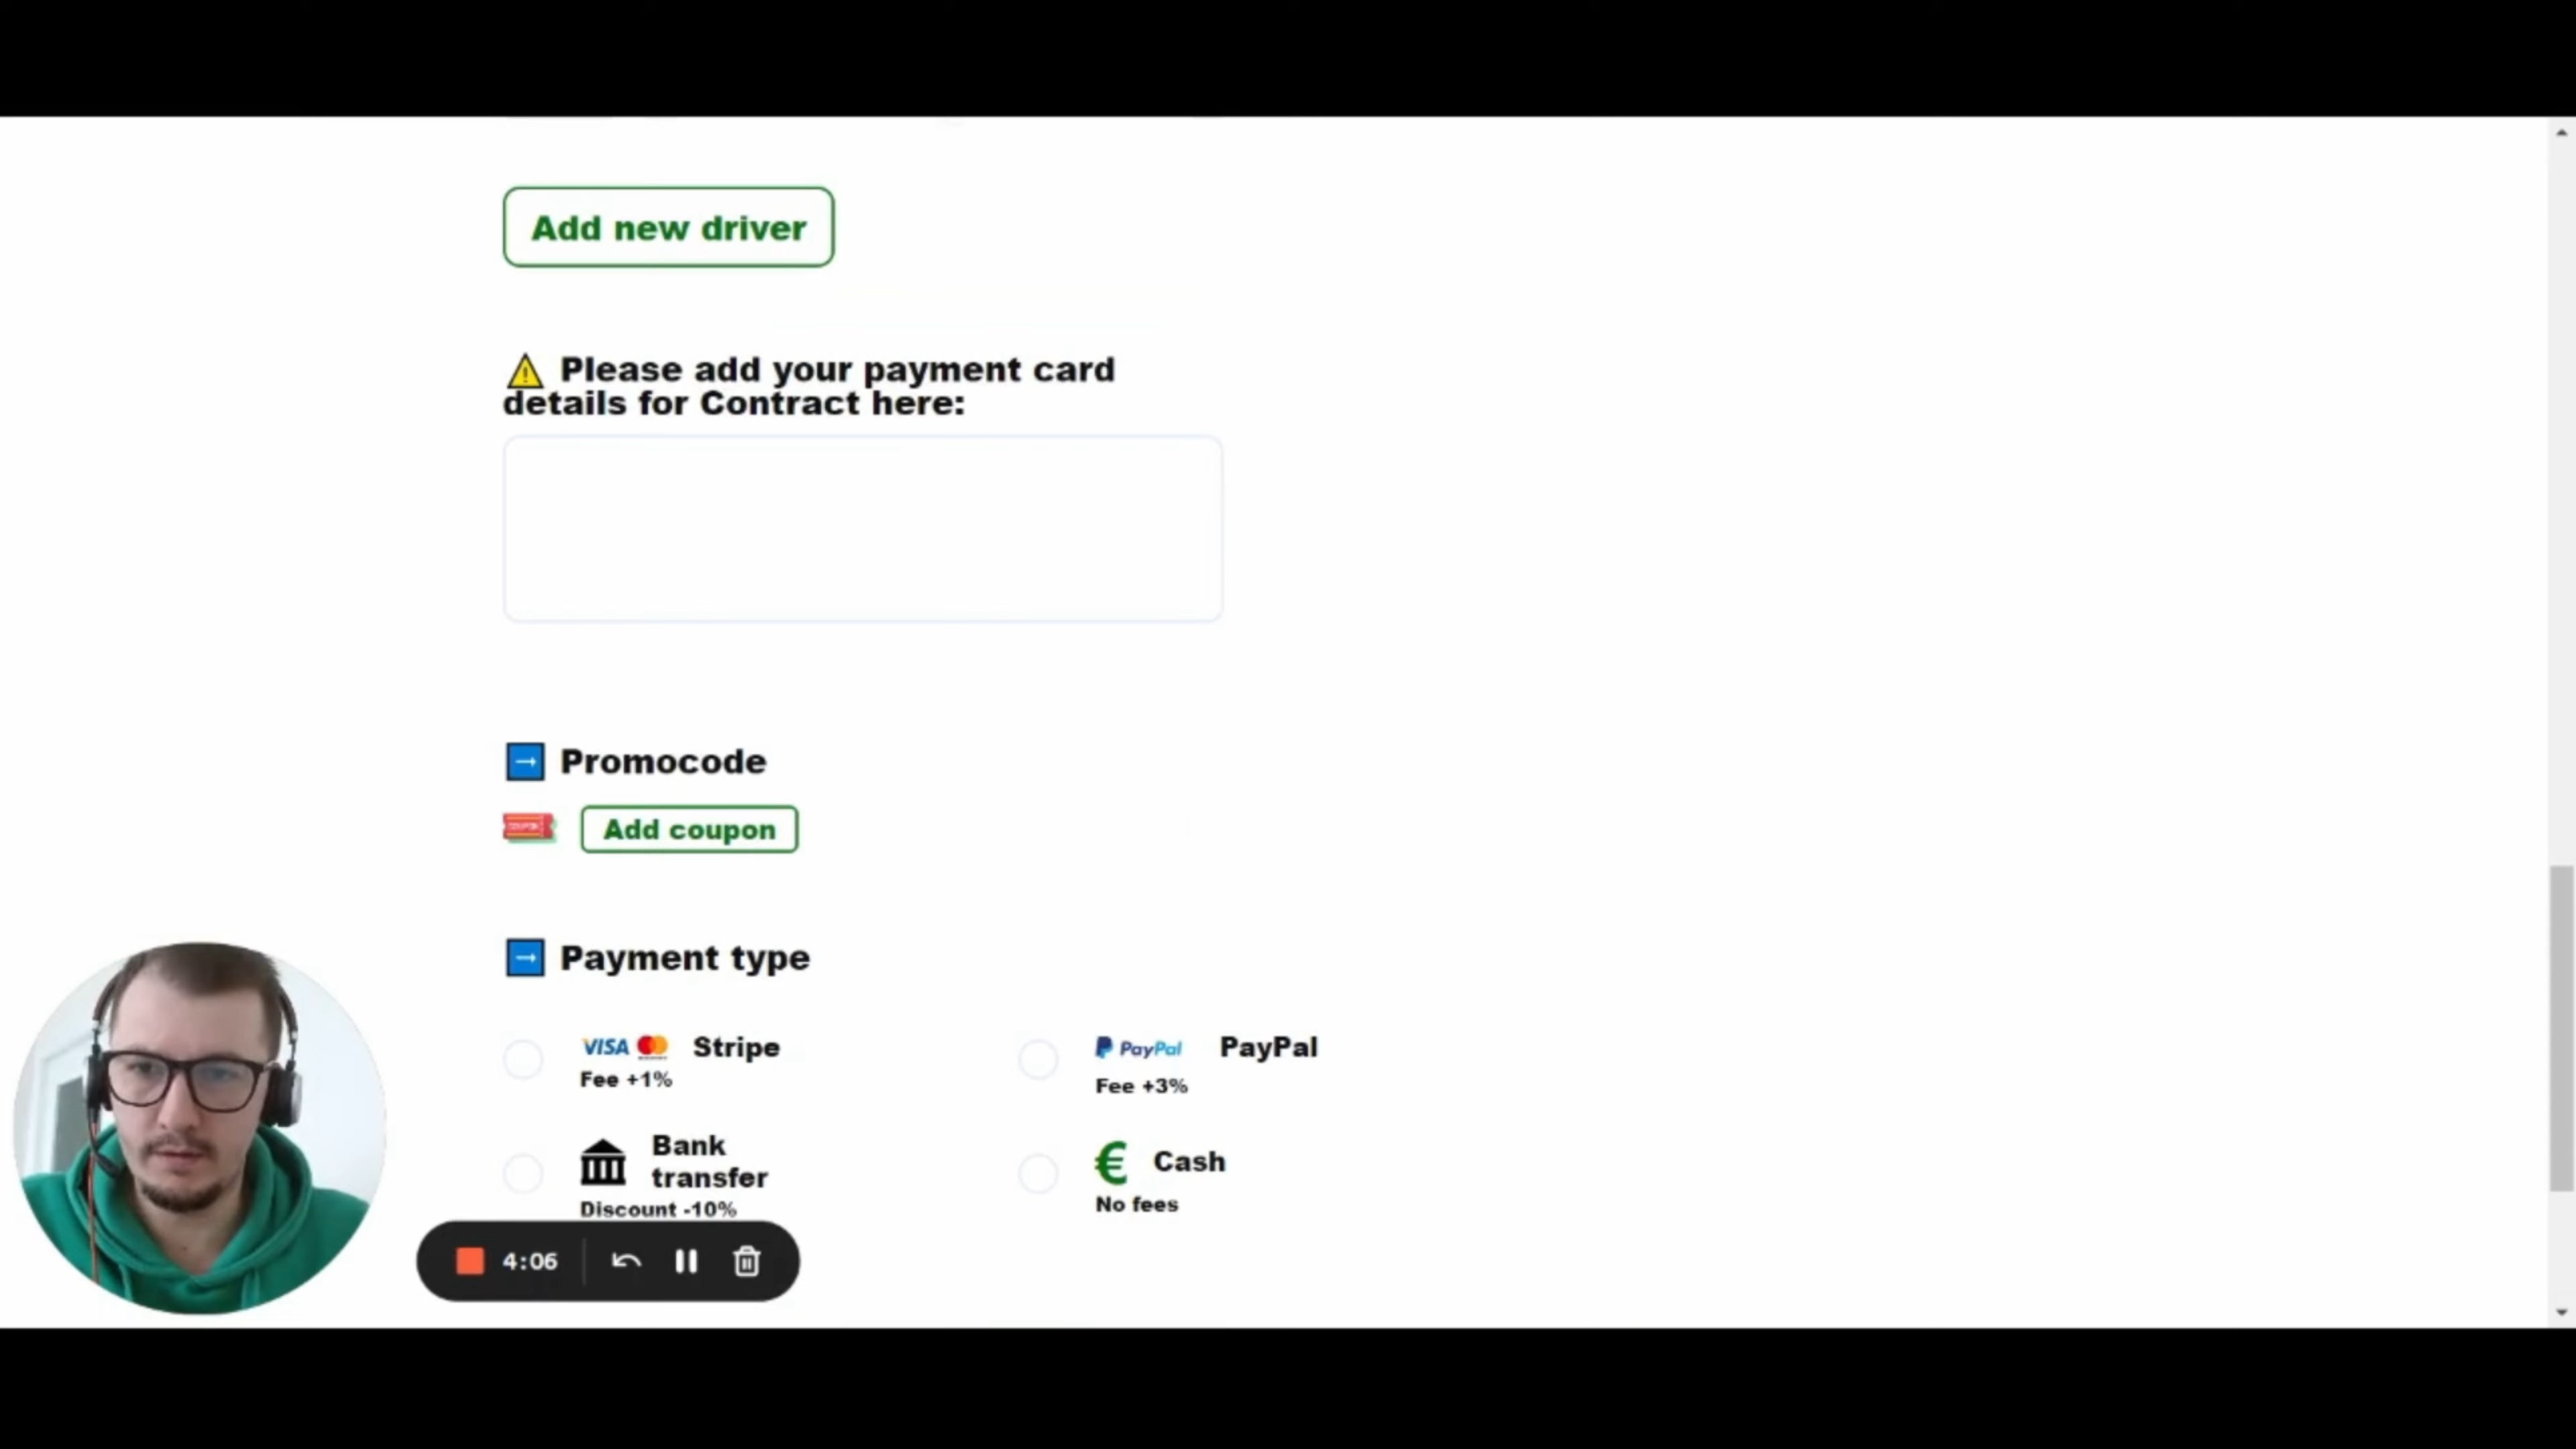 Add new driver
Please add your payment card
details for Contract here:
Promocode
COUPON
Add coupon
Payment type
VISA Stripe
Fee +1%
PayPal PayPal
Fee +3%
Bank
transfer
Discount -10%
€ Cash
No fees
4:06